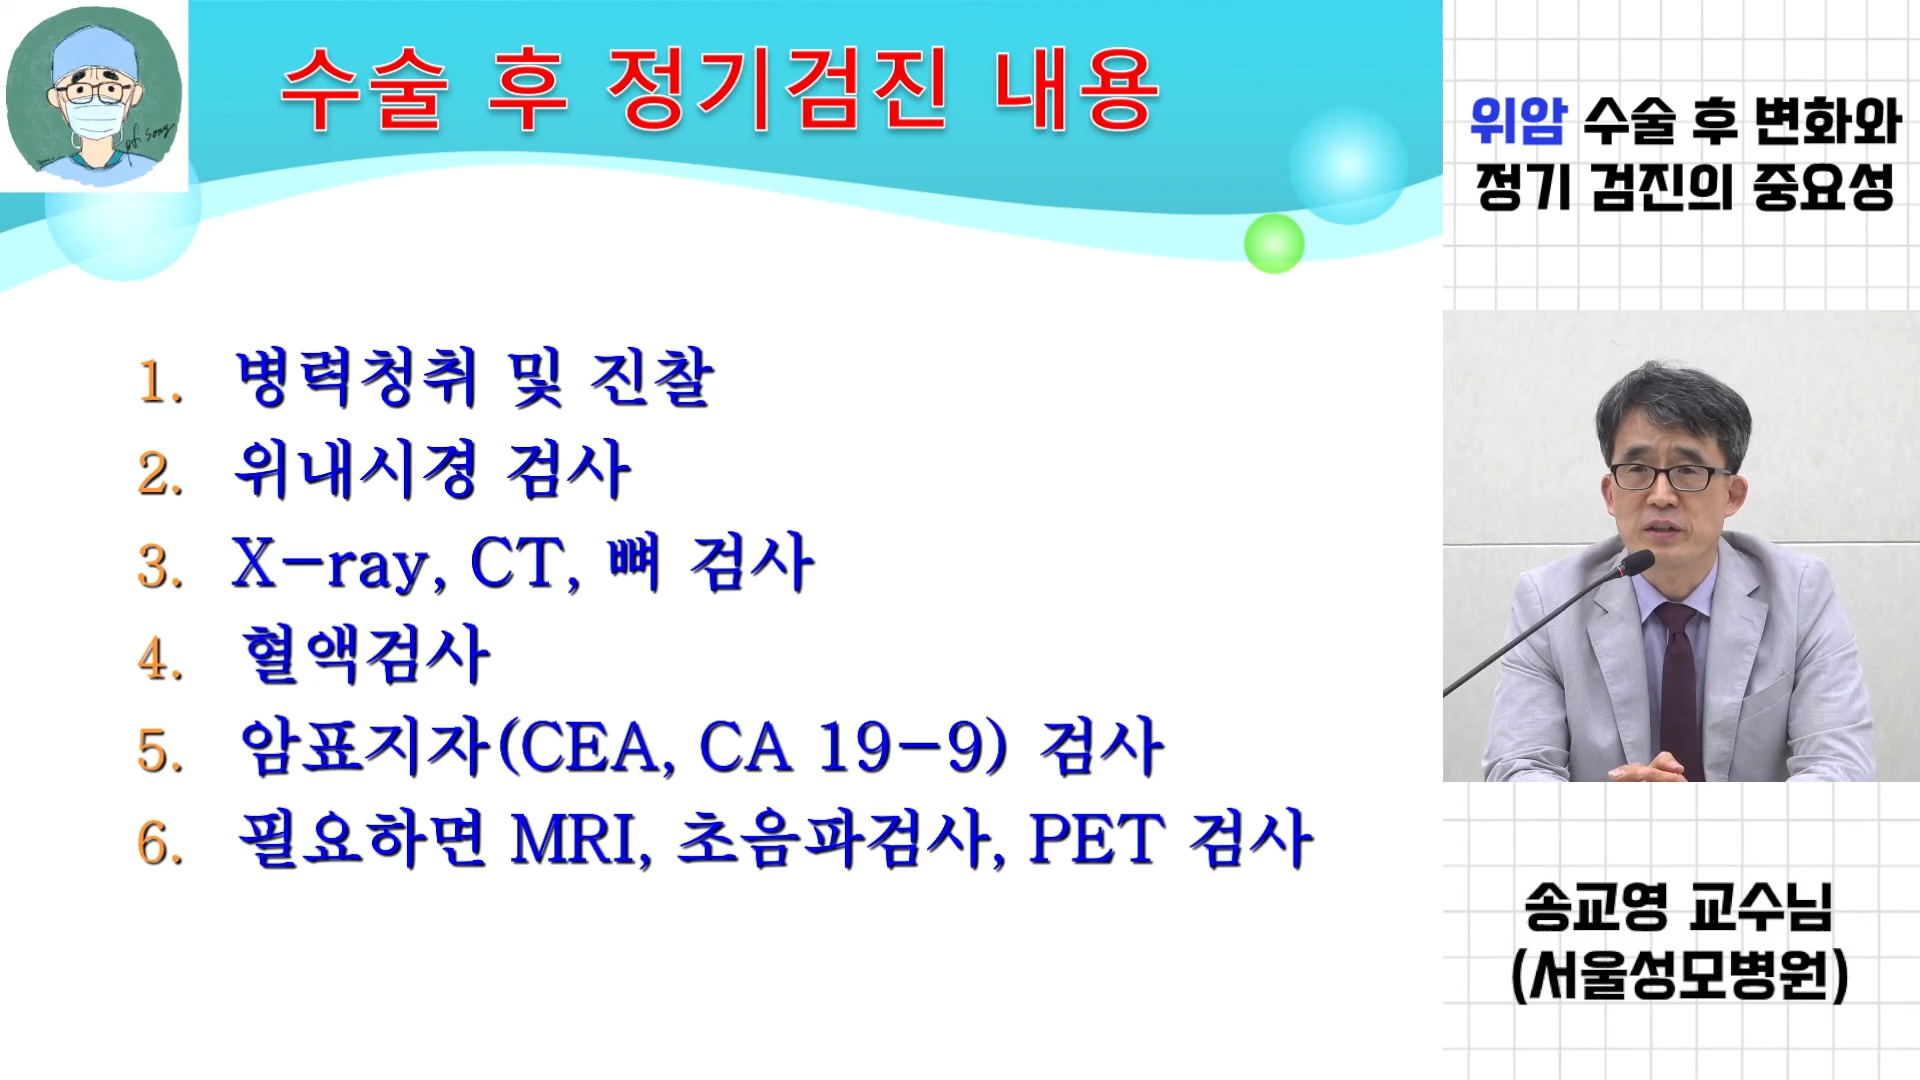 수술 후 정기검진 내용
1. 병력청취 및 진찰
2. 위내시경 검사
3. X-ray, CT, 뼈 검사
4. 혈액검사
5. 암표지자(CEA, CA 19-9) 검사
6. 필요하면 MRI, 초음파검사, PET 검사
위암 수술 후 변화와
정기 검진의 중요성
송교영 교수님
(서울성모병원)